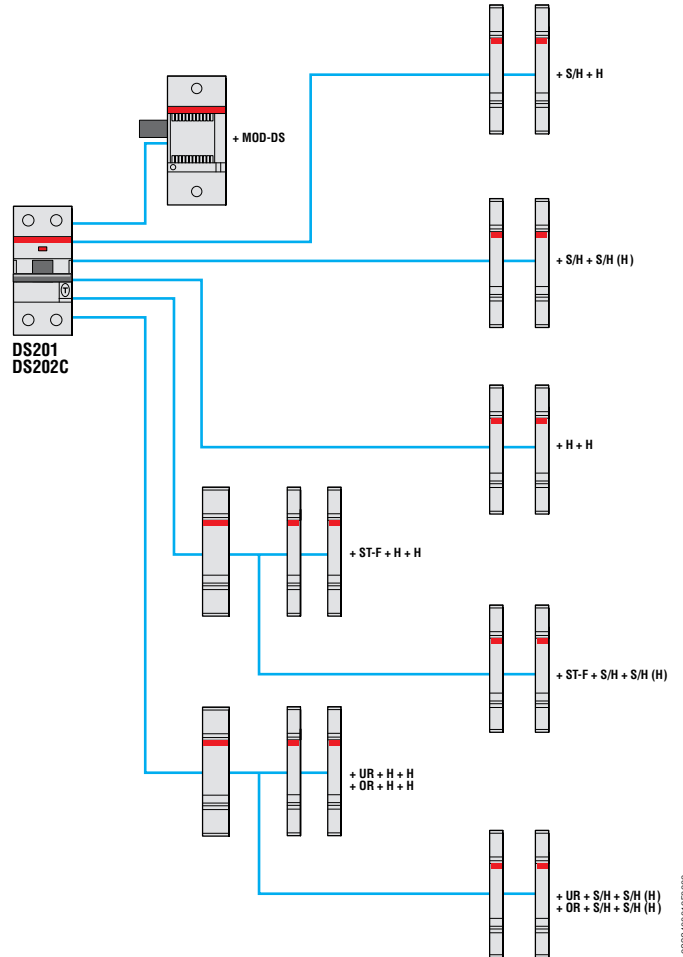 + S/H + H
+ MOD-DS
+ S/H + S/H (H)
DS201
DS202C
+ H + H
+ ST-F + H + H
+ ST-F + S/H + S/H (H)
+ UR + H + H
+ OR + H + H
+ UR + S/H + S/H (H)
+ OR + S/H + S/H (H)